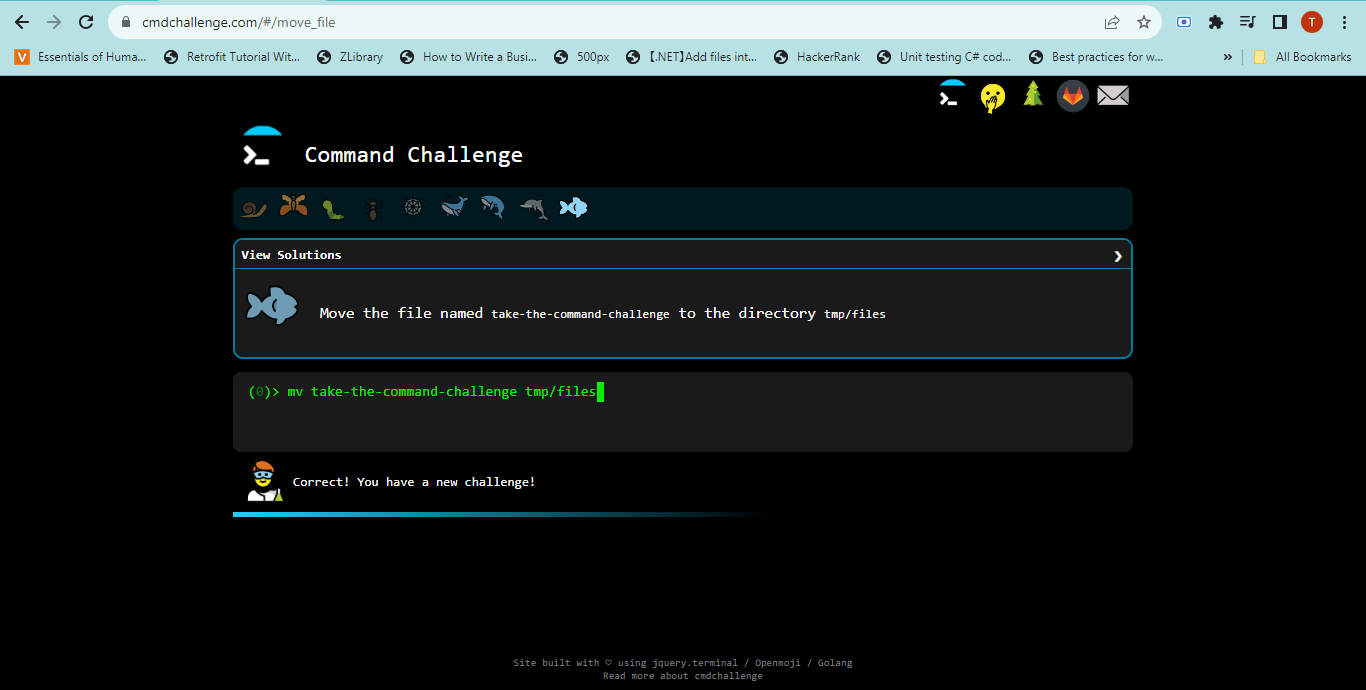 cmdchallenge.com/#/move_file
T
V Essentials of Huma... Retrofit Tutorial Wit... ZLibrary How to Write a Busi... 500px 【.NET】Add files int... HackerRank Unit testing C# cod... Best practices for w... » All Bookmarks
>_
>_ Command Challenge
View Solutions ❯
Move the file named take-the-command-challenge to the directory tmp/files
(0)> mv take-the-command-challenge tmp/files
Correct! You have a new challenge!
Site built with ♡ using jquery.terminal / Openmoji / Golang
Read more about cmdchallenge